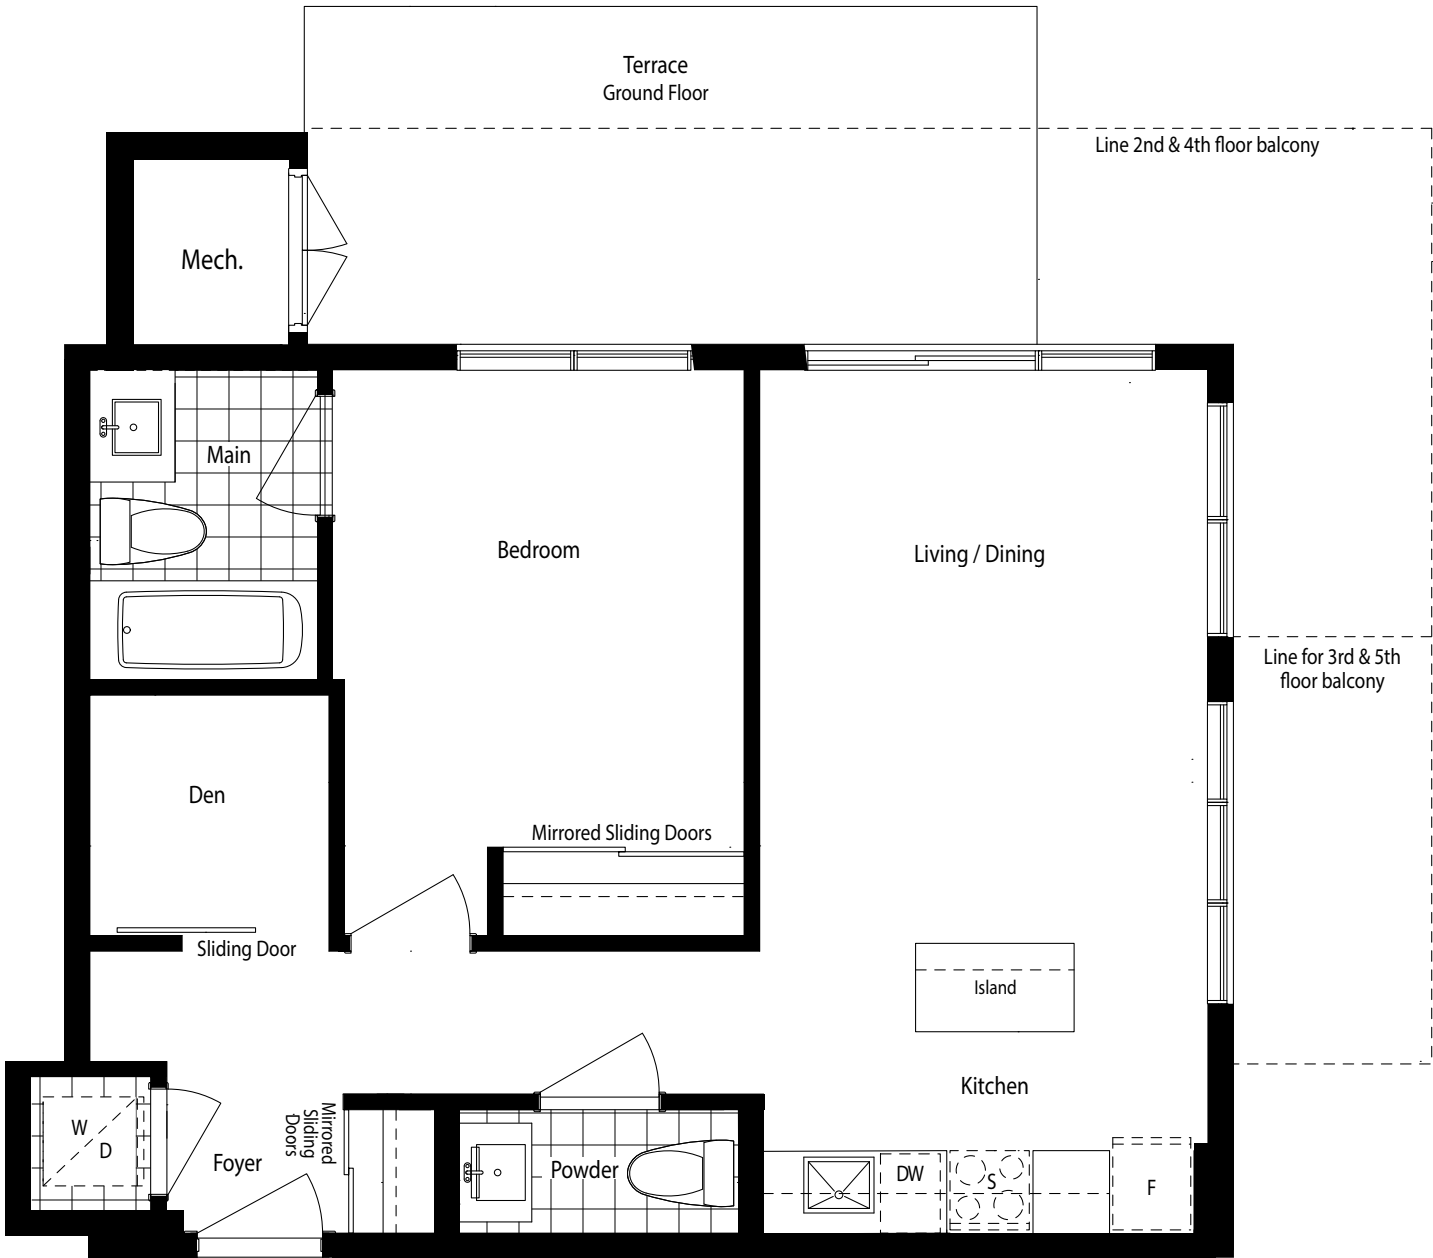 Terrace
Ground Floor
Line 2nd & 4th floor balcony
Mech.
Main
Bedroom
Living / Dining
Line for 3rd & 5th
floor balcony
Den
Mirrored Sliding Doors
Sliding Door
Island
Kitchen
W
D
Foyer
Mirrored
Sliding
Doors
Powder
DW
S
F